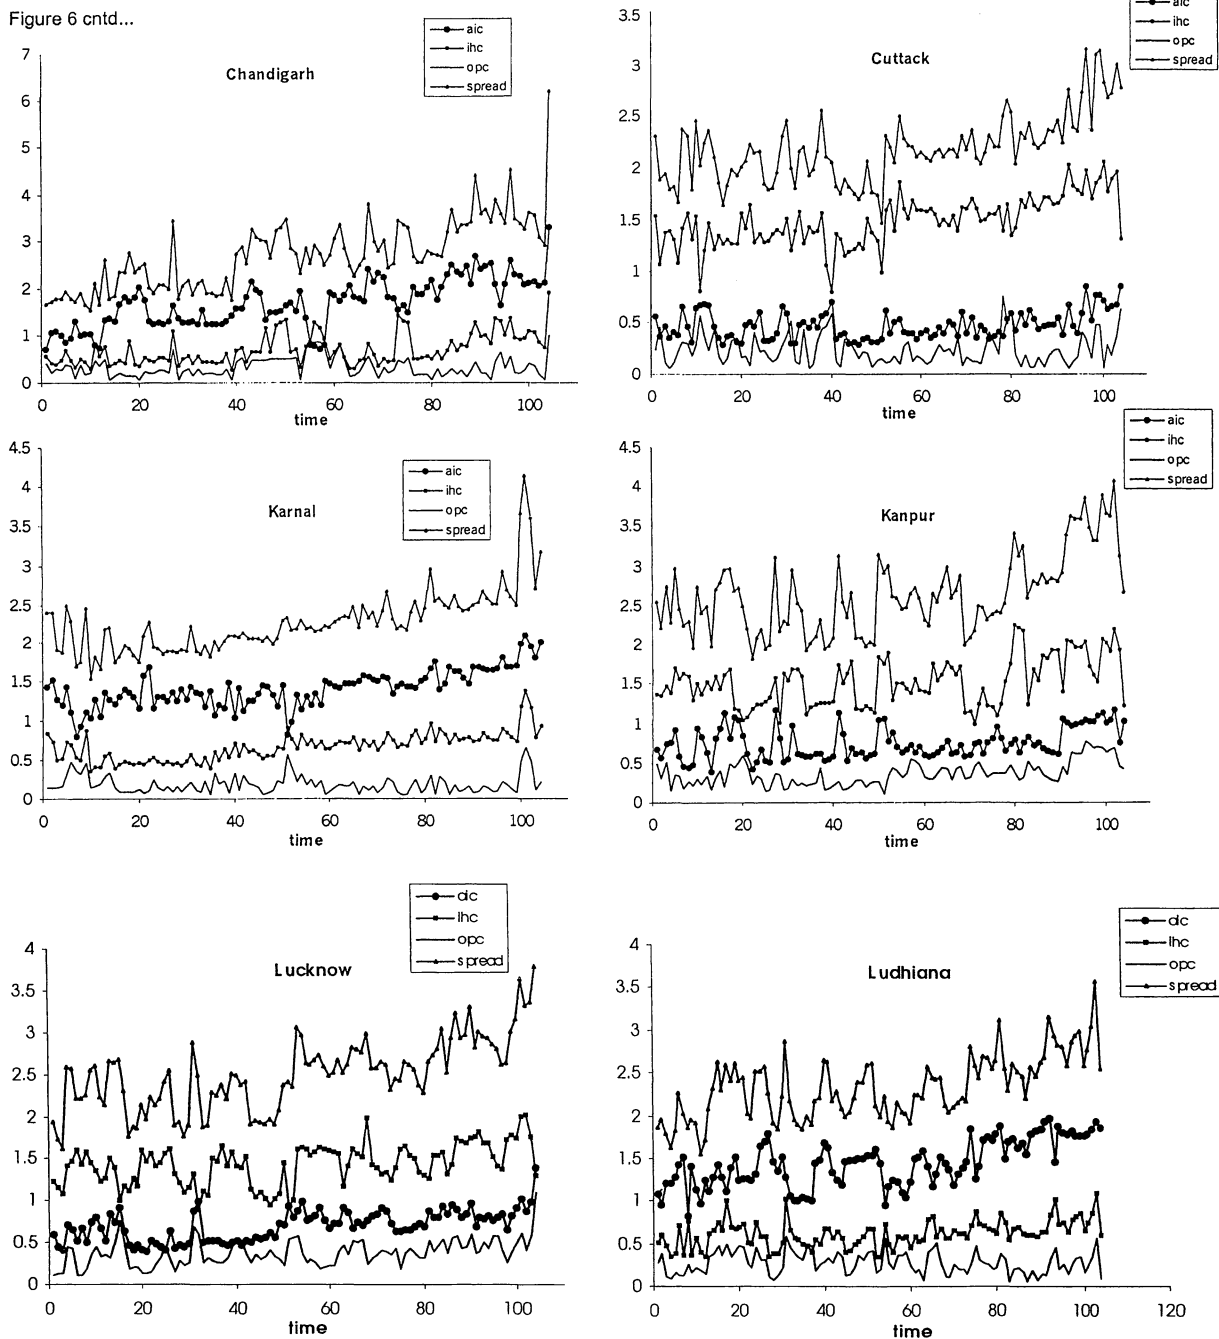 Figure 6 cntd...
aic
ihc
opc
spread
Chandigarh
7
6
5
4
3
2
1
0
0 20 40 60 80 100
time
aic
ihc
opc
spread
Cuttack
3.5
3
2.5
2
1.5
1
0.5
0
0 20 40 60 80 100
time
aic
ihc
opc
spread
Karnal
4.5
4
3.5
3
2.5
2
1.5
1
0.5
0
0 20 40 60 80 100
time
aic
ihc
opc
spread
Kanpur
4.5
4
3.5
3
2.5
2
1.5
1
0.5
0
0 20 40 60 80 100
time
aic
ihc
opc
spread
Lucknow
4
3.5
3
2.5
2
1.5
1
0.5
0
0 20 40 60 80 100
time
aic
ihc
opc
spread
Ludhiana
4
3.5
3
2.5
2
1.5
1
0.5
0
0 20 40 60 80 100 120
time